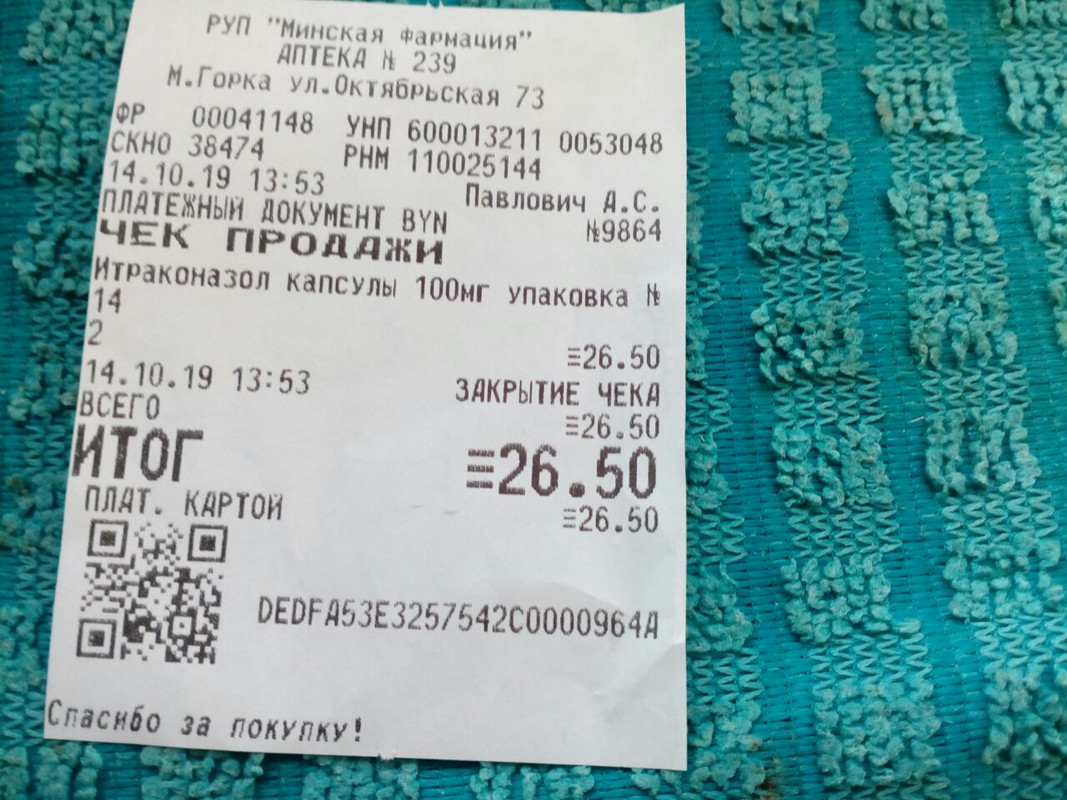 РУП "Минская фармация"
АПТЕКА № 239
М.Горка ул.Октябрьская 73
ФР 00041148 УНП 600013211 0053048
СКНО 38474 РНМ 110025144
14.10.19 13:53 Павлович А.С.
ПЛАТЕЖНЫЙ ДОКУМЕНТ BYN №9864
ЧЕК ПРОДАЖИ
Итраконазол капсулы 100мг упаковка №
14
2 ≡26.50
14.10.19 13:53 ЗАКРЫТИЕ ЧЕКА
ВСЕГО ≡26.50
ИТОГ ≡26.50
ПЛАТ. КАРТОЙ ≡26.50
DEDFA53E3257542C0000964A
Спасибо за покупку!